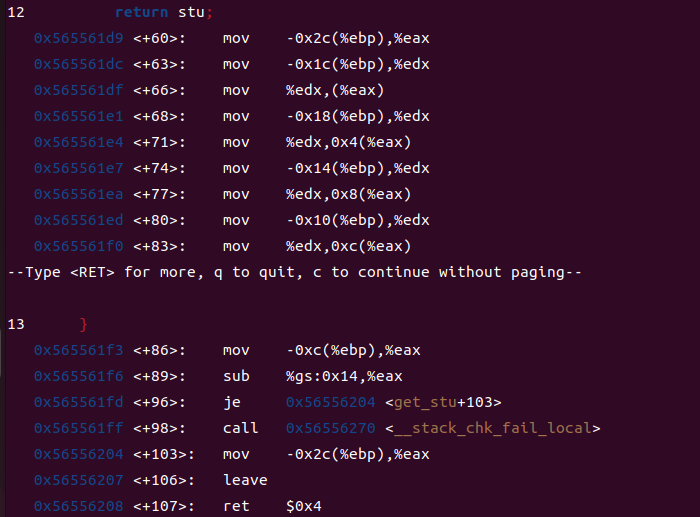 12 return stu;
0x565561d9 <+60>: mov -0x2c(%ebp),%eax
0x565561dc <+63>: mov -0x1c(%ebp),%edx
0x565561df <+66>: mov %edx,(%eax)
0x565561e1 <+68>: mov -0x18(%ebp),%edx
0x565561e4 <+71>: mov %edx,0x4(%eax)
0x565561e7 <+74>: mov -0x14(%ebp),%edx
0x565561ea <+77>: mov %edx,0x8(%eax)
0x565561ed <+80>: mov -0x10(%ebp),%edx
0x565561f0 <+83>: mov %edx,0xc(%eax)
--Type <RET> for more, q to quit, c to continue without paging--
13 }
0x565561f3 <+86>: mov -0xc(%ebp),%eax
0x565561f6 <+89>: sub %gs:0x14,%eax
0x565561fd <+96>: je 0x56556204 <get_stu+103>
0x565561ff <+98>: call 0x56556270 <__stack_chk_fail_local>
0x56556204 <+103>: mov -0x2c(%ebp),%eax
0x56556207 <+106>: leave
0x56556208 <+107>: ret $0x4